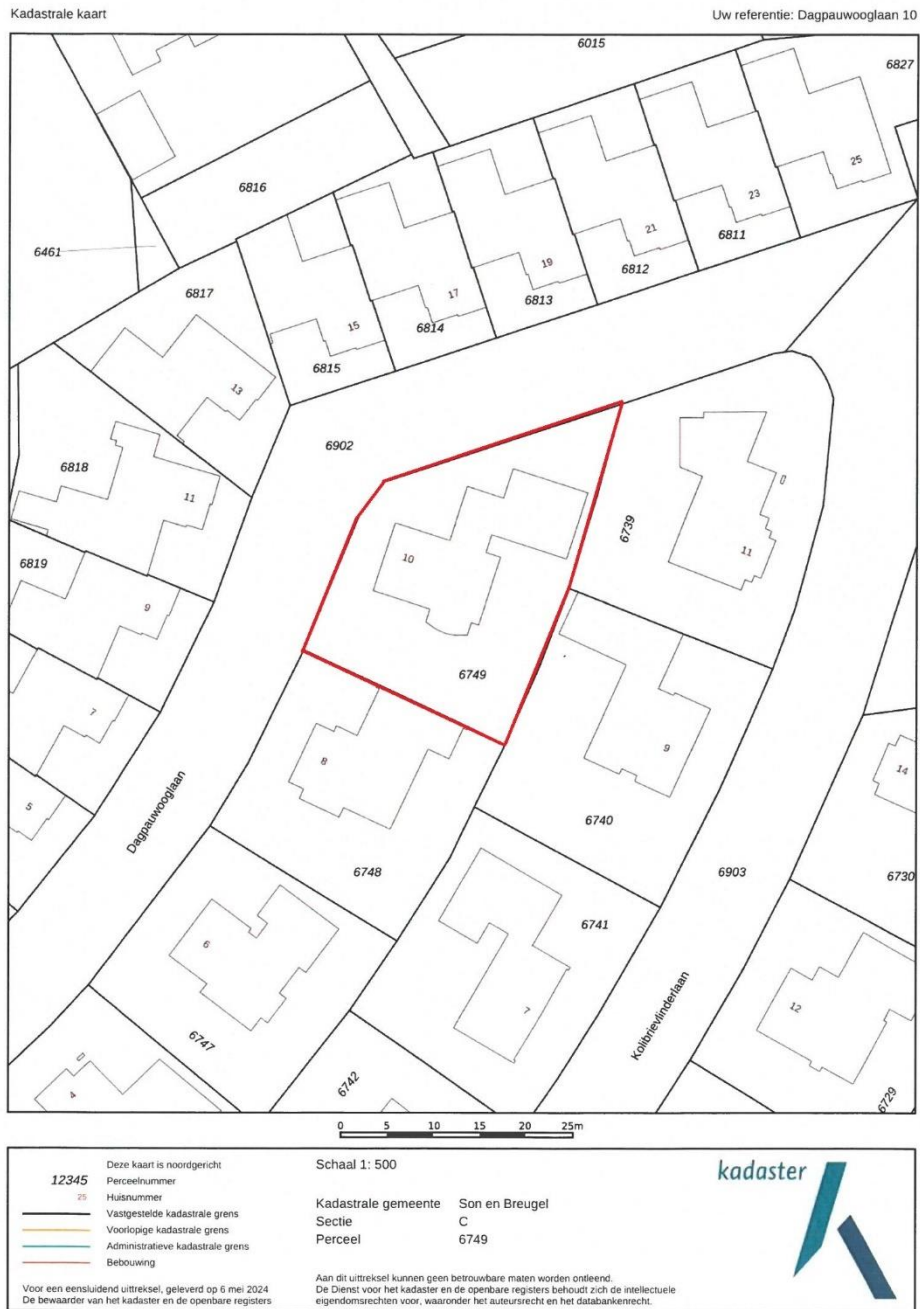 Kadastrale kaart
Uw referentie: Dagpauwooglaan 10
6015
6827
6816
25
23
21
6811
6461
19
6812
6817
17
6813
15
6814
6815
13
6902
6818
11
6739
11
10
6819
9
6749
7
9
8
14
5
Dagpauwooglaan
6740
6748
6903
6730
6741
6
7
12
Kolibrievlinderlaan
6747
6742
4
6729
0 5 10 15 20 25m
Deze kaart is noordgericht
12345 Perceelnummer
25 Huisnummer
Vastgestelde kadastrale grens
Voorlopige kadastrale grens
Administratieve kadastrale grens
Bebouwing
Voor een eensluidend uittreksel, geleverd op 6 mei 2024
De bewaarder van het kadaster en de openbare registers
Schaal 1: 500
Kadastrale gemeente Son en Breugel
Sectie C
Perceel 6749
Aan dit uittreksel kunnen geen betrouwbare maten worden ontleend.
De Dienst voor het kadaster en de openbare registers behoudt zich de intellectuele
eigendomsrechten voor, waaronder het auteursrecht en het databankenrecht.
kadaster